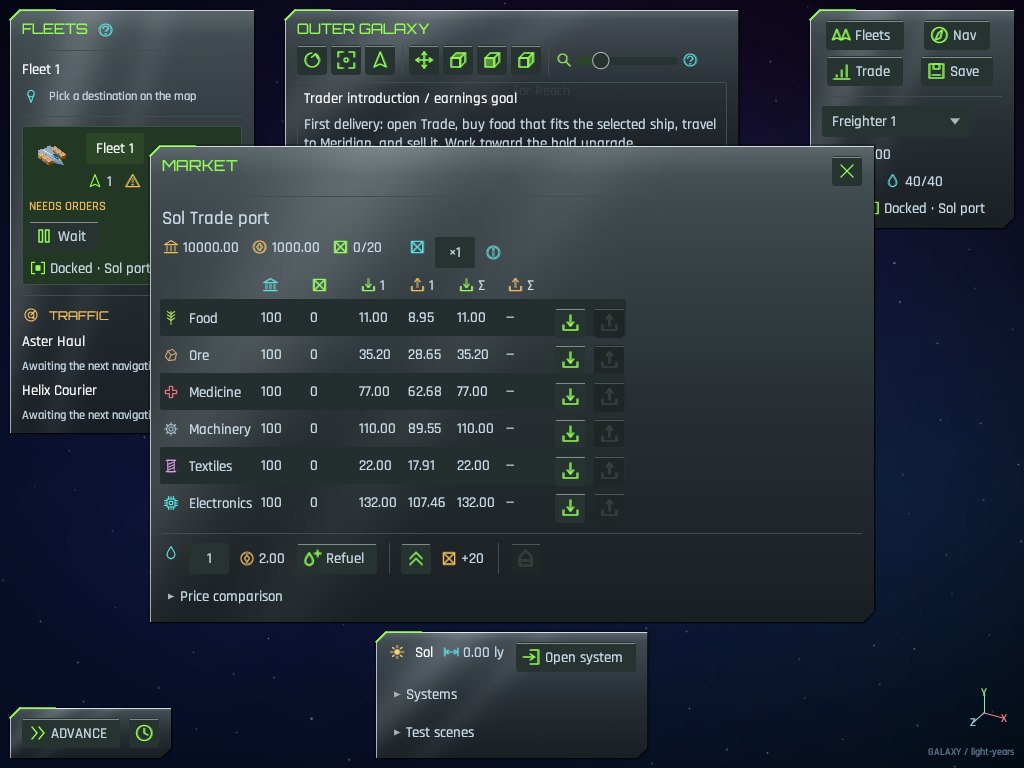 FLEETS
Fleet 1
Pick a destination on the map
Fleet 1
1
NEEDS ORDERS
Wait
Docked · Sol port
TRAFFIC
Aster Haul
Awaiting the next navigati
Helix Courier
Awaiting the next navigati
OUTER GALAXY
Far Reach
Trader introduction / earnings goal
First delivery: open Trade, buy food that fits the selected ship, travel
to Meridian, and sell it. Work toward the hold upgrade.
Fleets
Nav
Trade
Save
Freighter 1
00
40/40
Docked · Sol port
MARKET
Sol Trade port
10000.00 1000.00 0/20 ×1
1 1 Σ Σ
Food 100 0 11.00 8.95 11.00 –
Ore 100 0 35.20 28.65 35.20 –
Medicine 100 0 77.00 62.68 77.00 –
Machinery 100 0 110.00 89.55 110.00 –
Textiles 100 0 22.00 17.91 22.00 –
Electronics 100 0 132.00 107.46 132.00 –
1 2.00 Refuel +20
Price comparison
Sol 0.00 ly Open system
Systems
Test scenes
ADVANCE
Y
X
Z
GALAXY / light-years